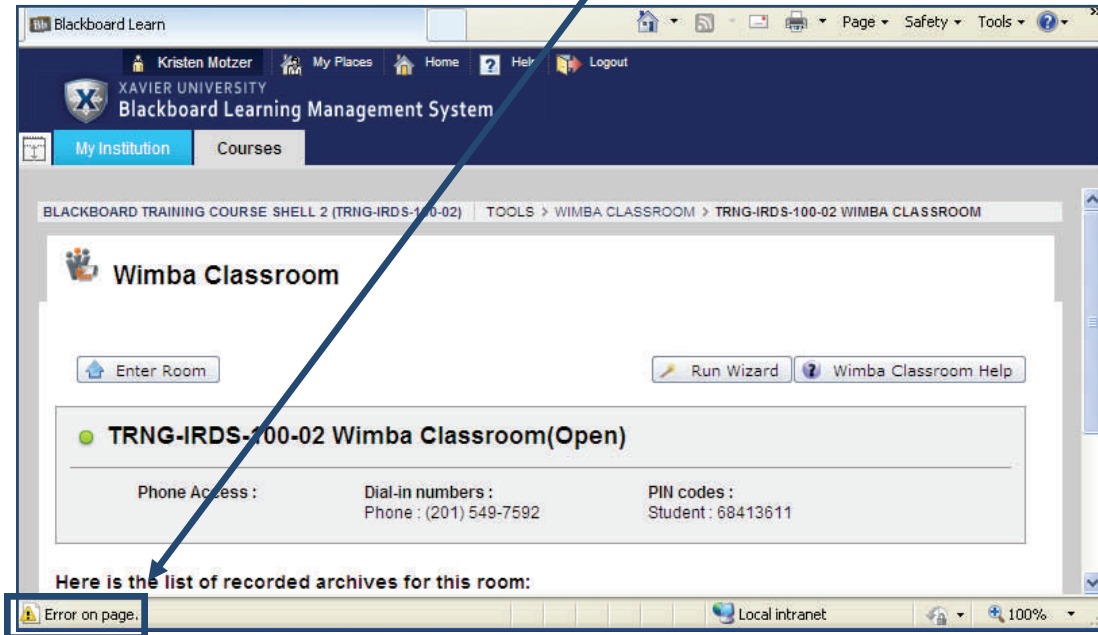 Blackboard Learn
Page Safety Tools
Kristen Motzer My Places Home Help Logout
XAVIER UNIVERSITY
Blackboard Learning Management System
My Institution Courses
BLACKBOARD TRAINING COURSE SHELL 2 (TRNG-IRDS-100-02) TOOLS > WIMBA CLASSROOM > TRNG-IRDS-100-02 WIMBA CLASSROOM
Wimba Classroom
Enter Room Run Wizard Wimba Classroom Help
TRNG-IRDS-100-02 Wimba Classroom(Open)
Phone Access : Dial-in numbers : PIN codes :
Phone : (201) 549-7592 Student : 68413611
Here is the list of recorded archives for this room:
Error on page. Local intranet 100%